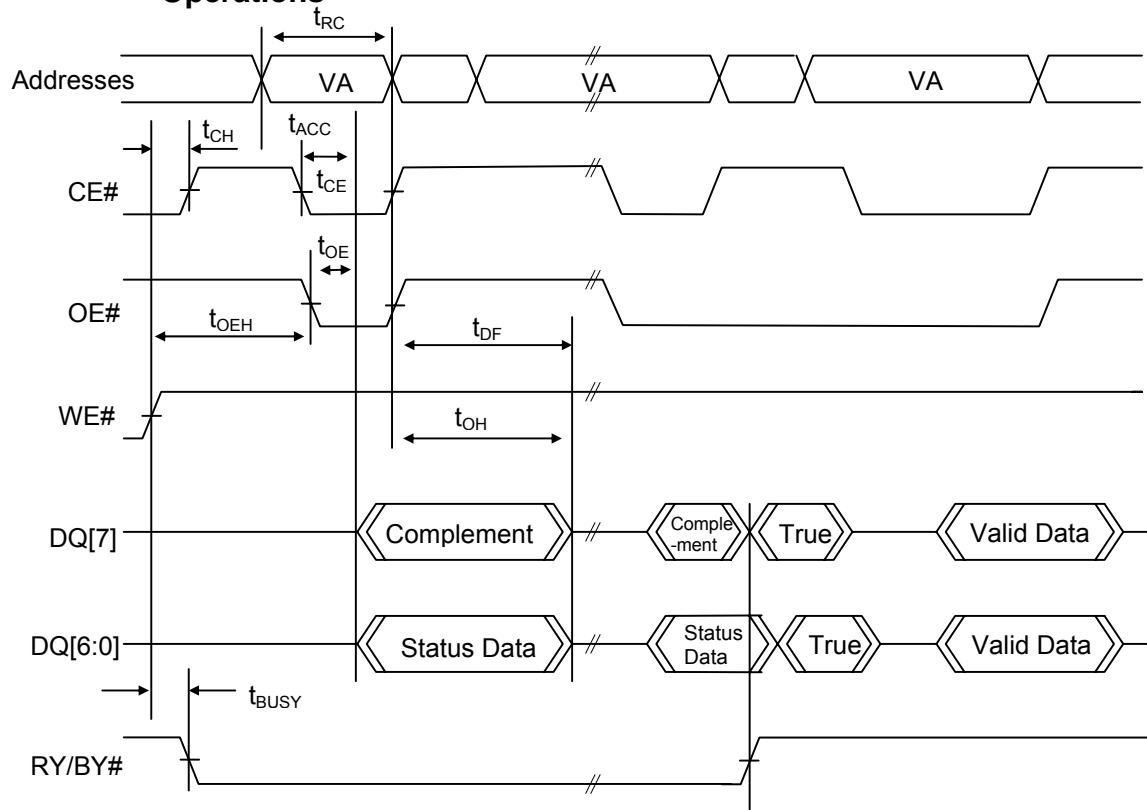 Operations
tRC
Addresses VA VA VA
tCH tACC
CE# tCE
tOE
OE# tOEH tDF
WE# tOH
DQ[7] Complement Comple
-ment True Valid Data
DQ[6:0] Status Data Status
Data True Valid Data
tBUSY
RY/BY#